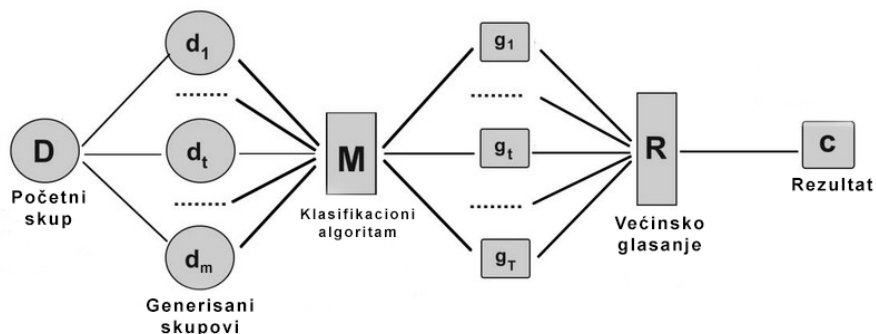 d1
g1
D
dt
M
gt
R
c
Početni
skup
Klasifikacioni
algoritam
Većinsko
glasanje
Rezultat
dm
gT
Generisani
skupovi